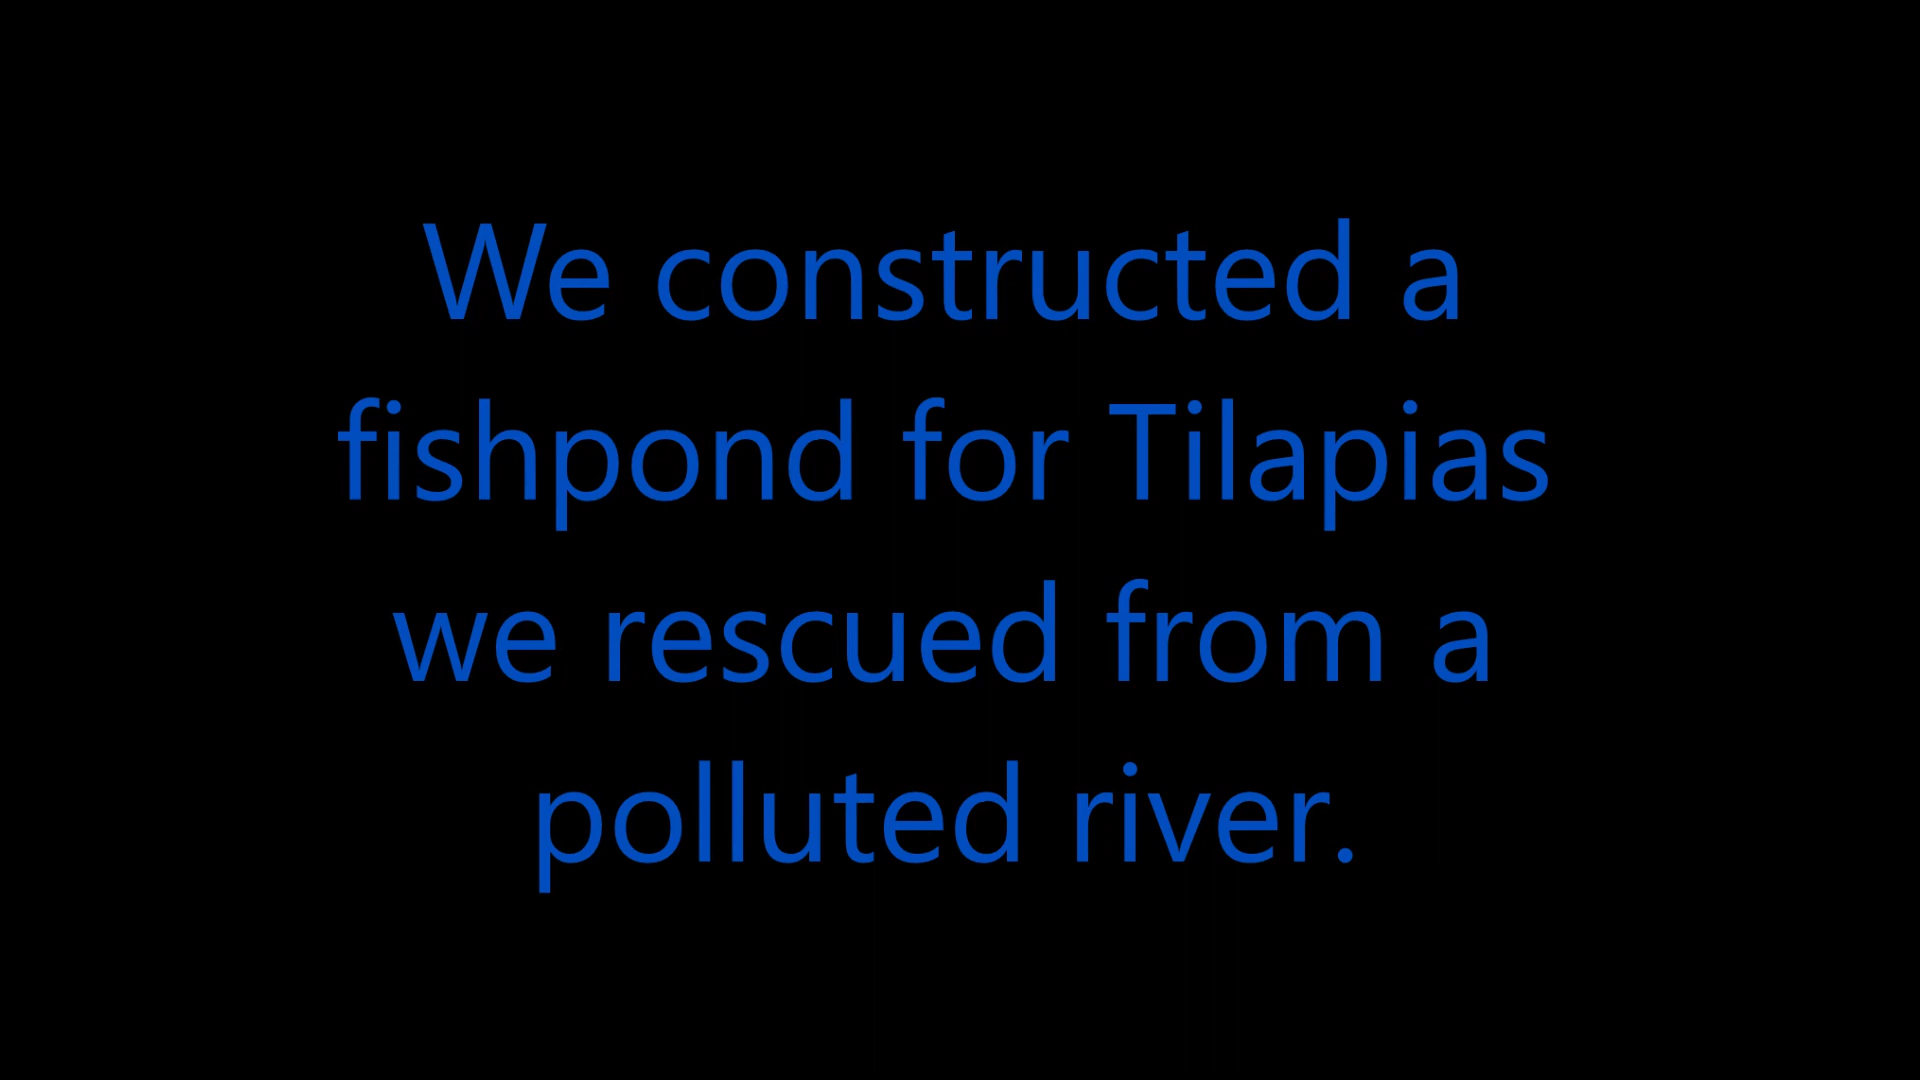 We constructed a
fishpond for Tilapias
we rescued from a
polluted river.